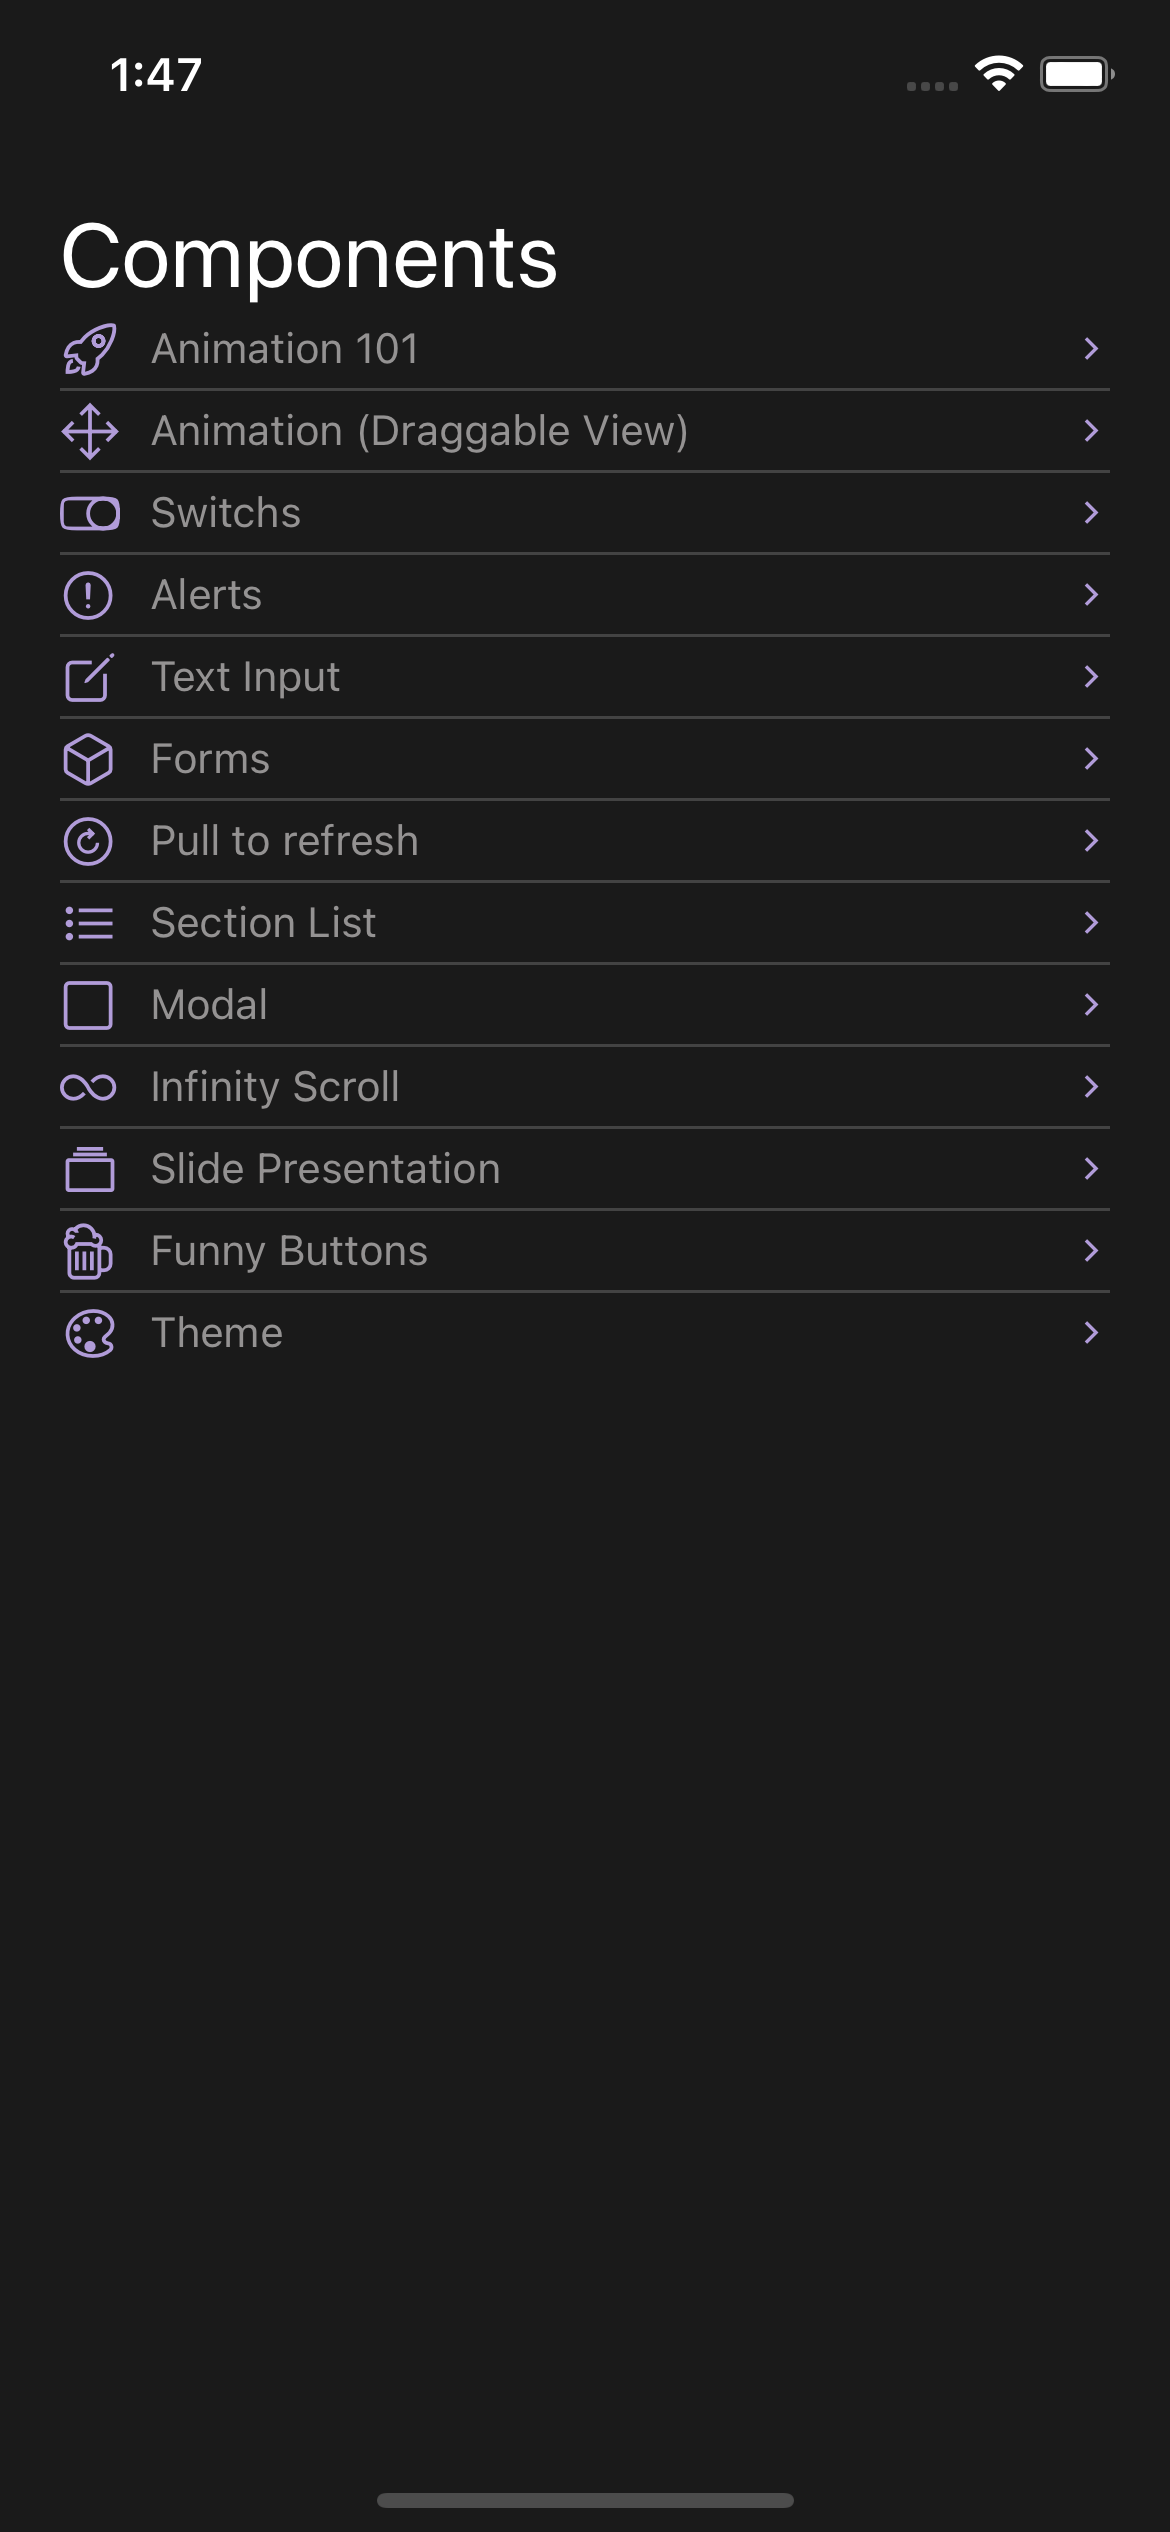 1:47
Components
Animation 101
Animation (Draggable View)
Switchs
Alerts
Text Input
Forms
Pull to refresh
Section List
Modal
Infinity Scroll
Slide Presentation
Funny Buttons
Theme